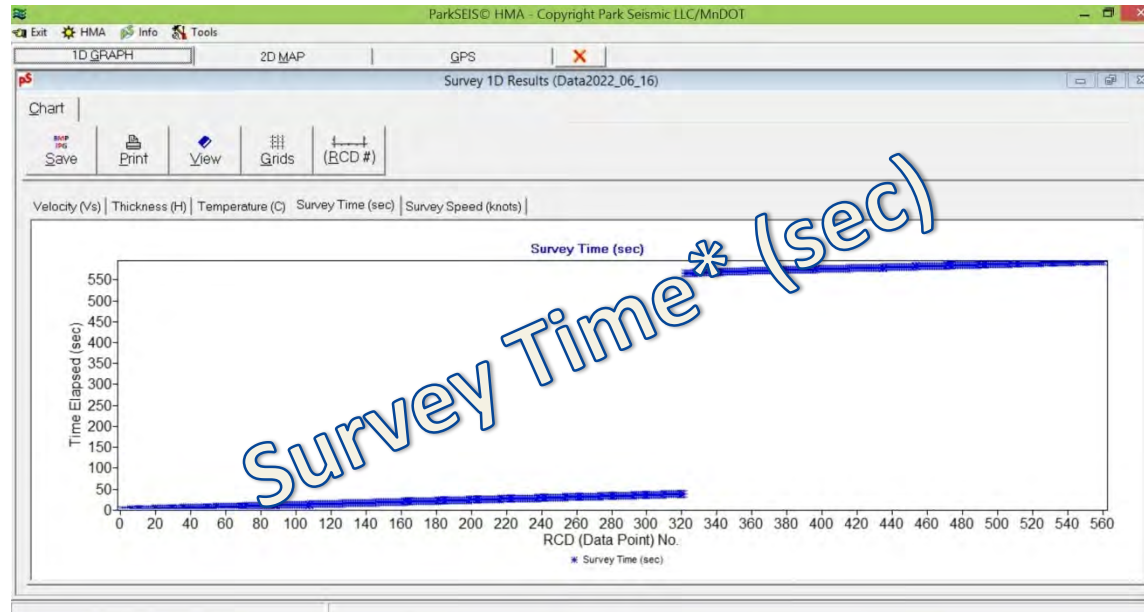 ParkSEIS© HMA - Copyright Park Seismic LLC/MnDOT
Exit HMA Info Tools
1D GRAPH 2D MAP GPS
pS Survey 1D Results (Data2022_06_16)
Chart
BMP
JPG
Save Print View Grids (RCD #)
Velocity (Vs) Thickness (H) Temperature (C) Survey Time (sec) Survey Speed (knots)
Survey Time (sec)
Survey Time* (sec)
Time Elapsed (sec)
550
500
450
400
350
300
250
200
150
100
50
0
0 20 40 60 80 100 120 140 160 180 200 220 240 260 280 300 320 340 360 380 400 420 440 460 480 500 520 540 560
RCD (Data Point) No.
Survey Time (sec)